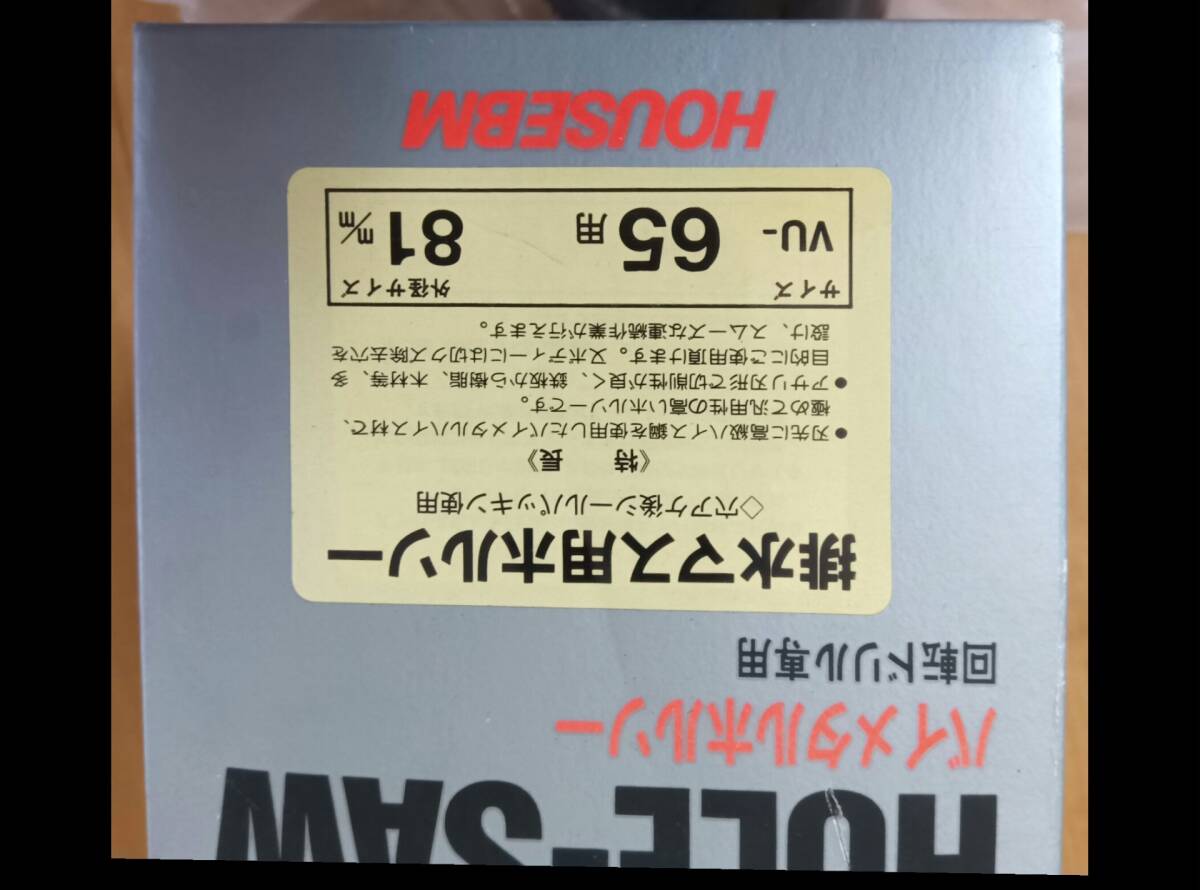 HOLE-SAW
バイメタルホルソー
回転ドリル専用
排水マス用ホルソー
◇穴アケ後シールパッキン使用
《特　長》
●刃先に高級ハイス鋼を使用したバイメタルハイス材で、
極めて汎用性の高いホルソーです。
●アサリ刃形で切削性が良く、鉄板から樹脂、木材等、多
目的にご使用頂けます。又ボディーには切クズ除去穴を
設け、スムーズな連続作業が行えます。
サイズ 外径サイズ
VU-65用 81m/m
HOUSEBM